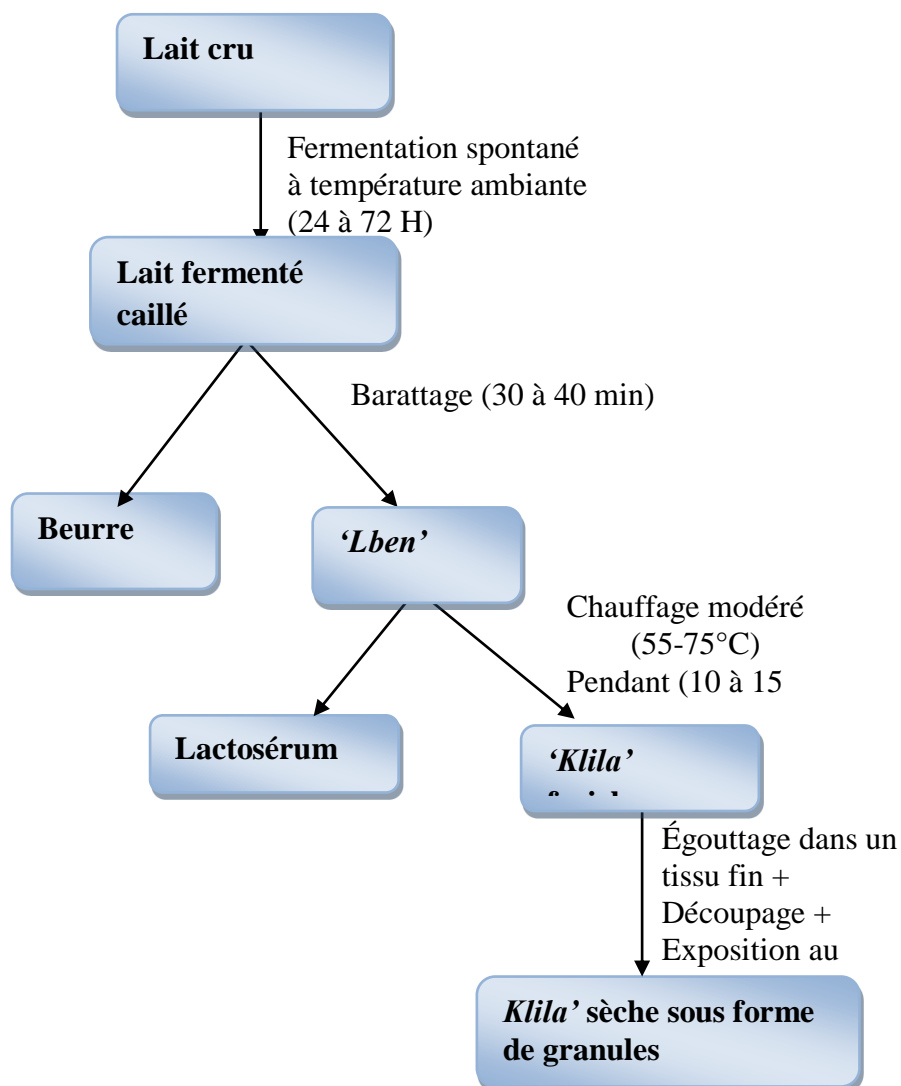 Lait cru
Fermentation spontané
à température ambiante
(24 à 72 H)
Lait fermenté
caillé
Barattage (30 à 40 min)
Beurre
‘Lben’
Chauffage modéré
(55-75°C)
Pendant (10 à 15
Lactosérum
‘Klila’
Égouttage dans un
tissu fin +
Découpage +
Exposition au
Klila’ sèche sous forme
de granules